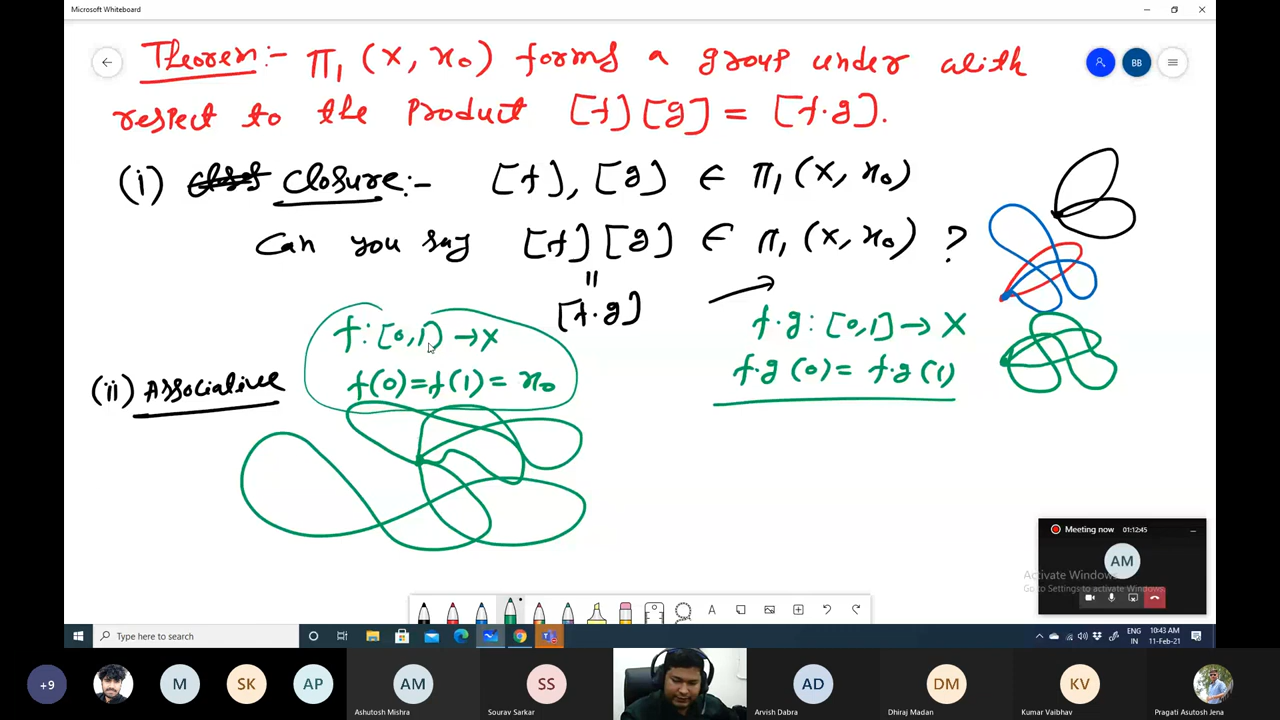 Microsoft Whiteboard
Theorem:- π₁ (X, x₀) forms a group under with
respect to the product [f][g] = [f·g].
(i) Closure:- [f], [g] ∈ π₁ (X, x₀)
Can you say [f][g] ∈ π₁ (X, x₀) ?
=
[f·g]
f: [0,1] → X
f(0)=f(1)= x₀
f·g : [0,1] → X
f·g (0) = f·g (1)
(ii) Associative
BB
Meeting now 01:12:45
AM
Activate Windows
Go to Settings to activate Windows.
A
Type here to search
ENG
IN
10:43 AM
11-Feb-21
+9
M
SK
AP
AM
Ashutosh Mishra
SS
Sourav Sarkar
AD
Arvish Dabra
DM
Dhiraj Madan
KV
Kumar Vaibhav
Pragati Asutosh Jena